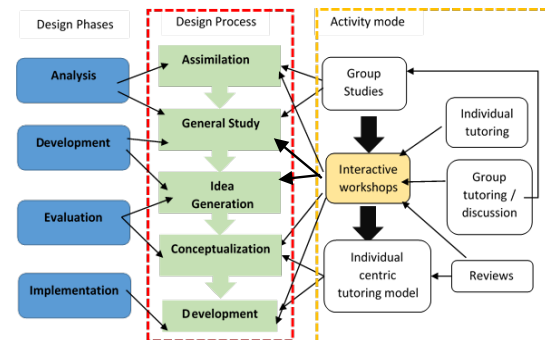 Design Phases
Design Process
Activity mode
Analysis
Development
Evaluation
Implementation
Assimilation
General Study
Idea
Generation
Conceptualization
Development
Group
Studies
Interactive
workshops
Individual
centric
tutoring model
Individual
tutoring
Group
tutoring /
discussion
Reviews